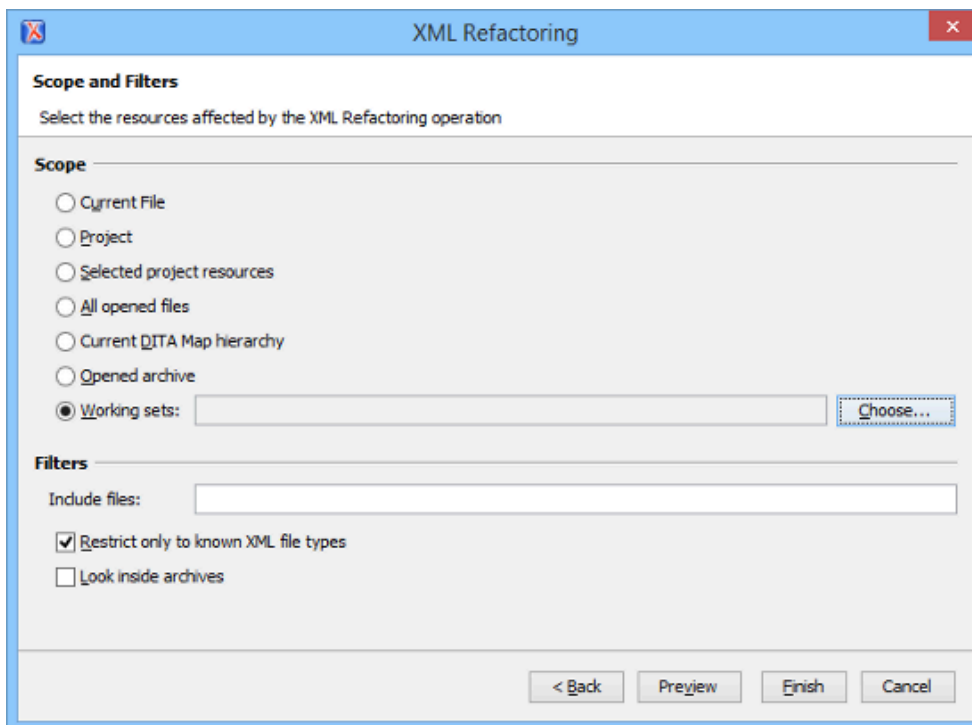 XML Refactoring
Scope and Filters
Select the resources affected by the XML Refactoring operation
Scope
Current File
Project
Selected project resources
All opened files
Current DITA Map hierarchy
Opened archive
Working sets: Choose...
Filters
Include files:
Restrict only to known XML file types
Look inside archives
< Back Preview Finish Cancel